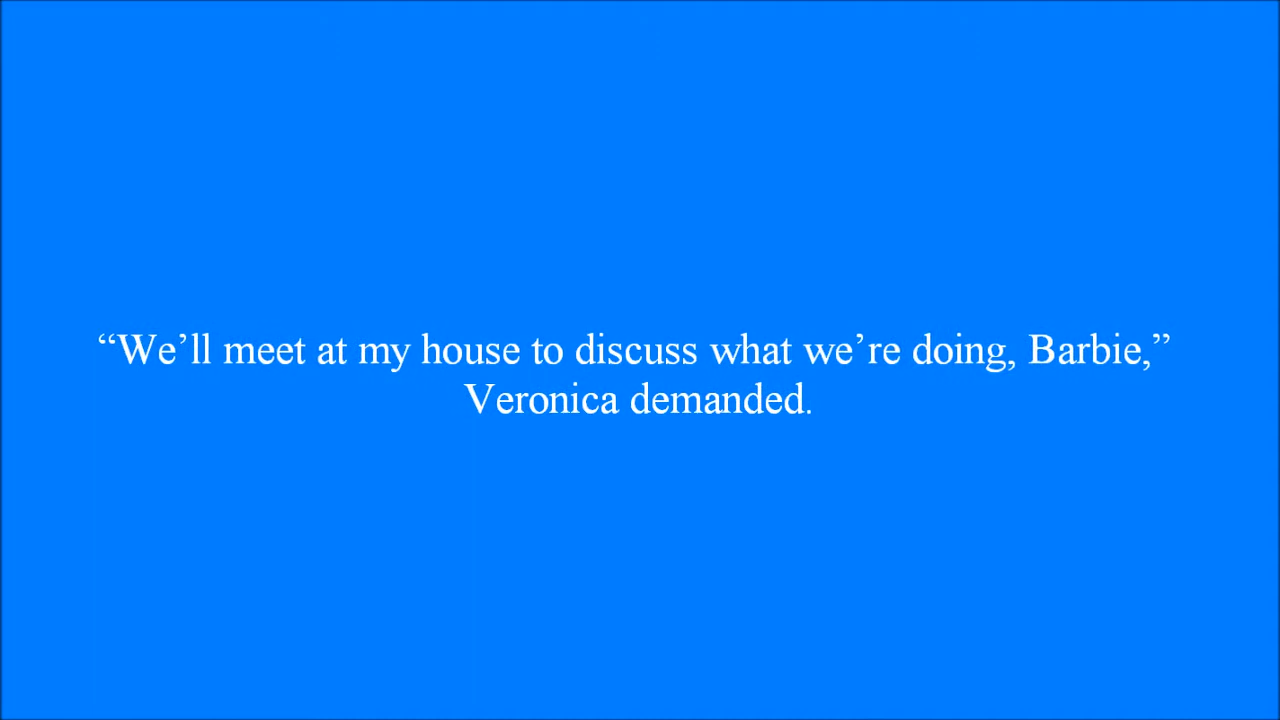 “We’ll meet at my house to discuss what we’re doing, Barbie,”
Veronica demanded.